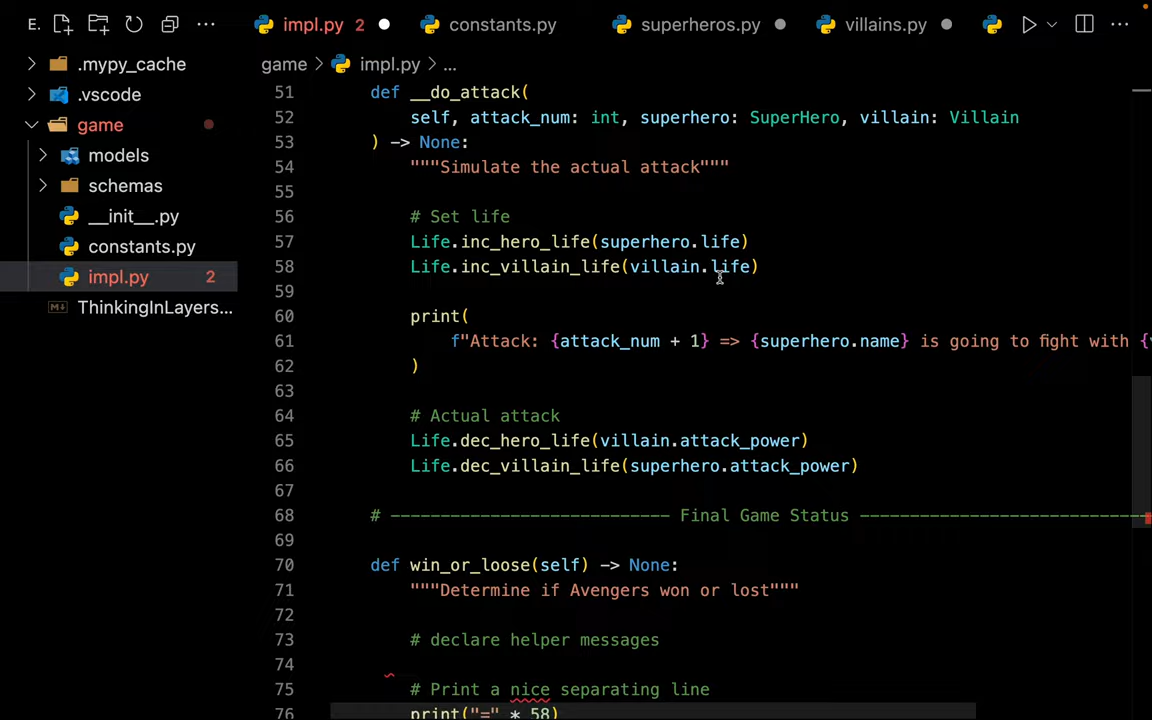 E.
impl.py 2
constants.py
superheros.py
villains.py
.mypy_cache
.vscode
game
models
schemas
__init__.py
constants.py
impl.py 2
ThinkingInLayers...
game > impl.py > ...
51 def __do_attack(
52 self, attack_num: int, superhero: SuperHero, villain: Villain
53 ) -> None:
54 """Simulate the actual attack"""
55
56 # Set life
57 Life.inc_hero_life(superhero.life)
58 Life.inc_villain_life(villain.life)
59
60 print(
61 f"Attack: {attack_num + 1} => {superhero.name} is going to fight with {
62 )
63
64 # Actual attack
65 Life.dec_hero_life(villain.attack_power)
66 Life.dec_villain_life(superhero.attack_power)
67
68 # ---------------------------- Final Game Status -----------------------------
69
70 def win_or_loose(self) -> None:
71 """Determine if Avengers won or lost"""
72
73 # declare helper messages
74
75 # Print a nice separating line
76 print("=" * 58)